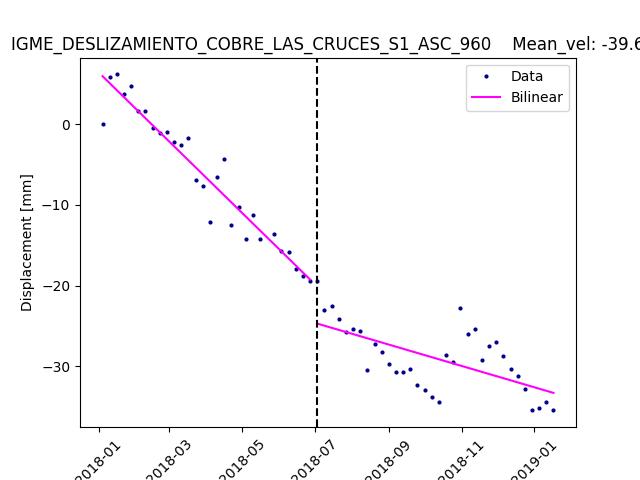 IGME_DESLIZAMIENTO_COBRE_LAS_CRUCES_S1_ASC_960 Mean_vel: -39.6
Data
Bilinear
Displacement [mm]
0
−10
−20
−30
2018-01
2018-03
2018-05
2018-07
2018-09
2018-11
2019-01